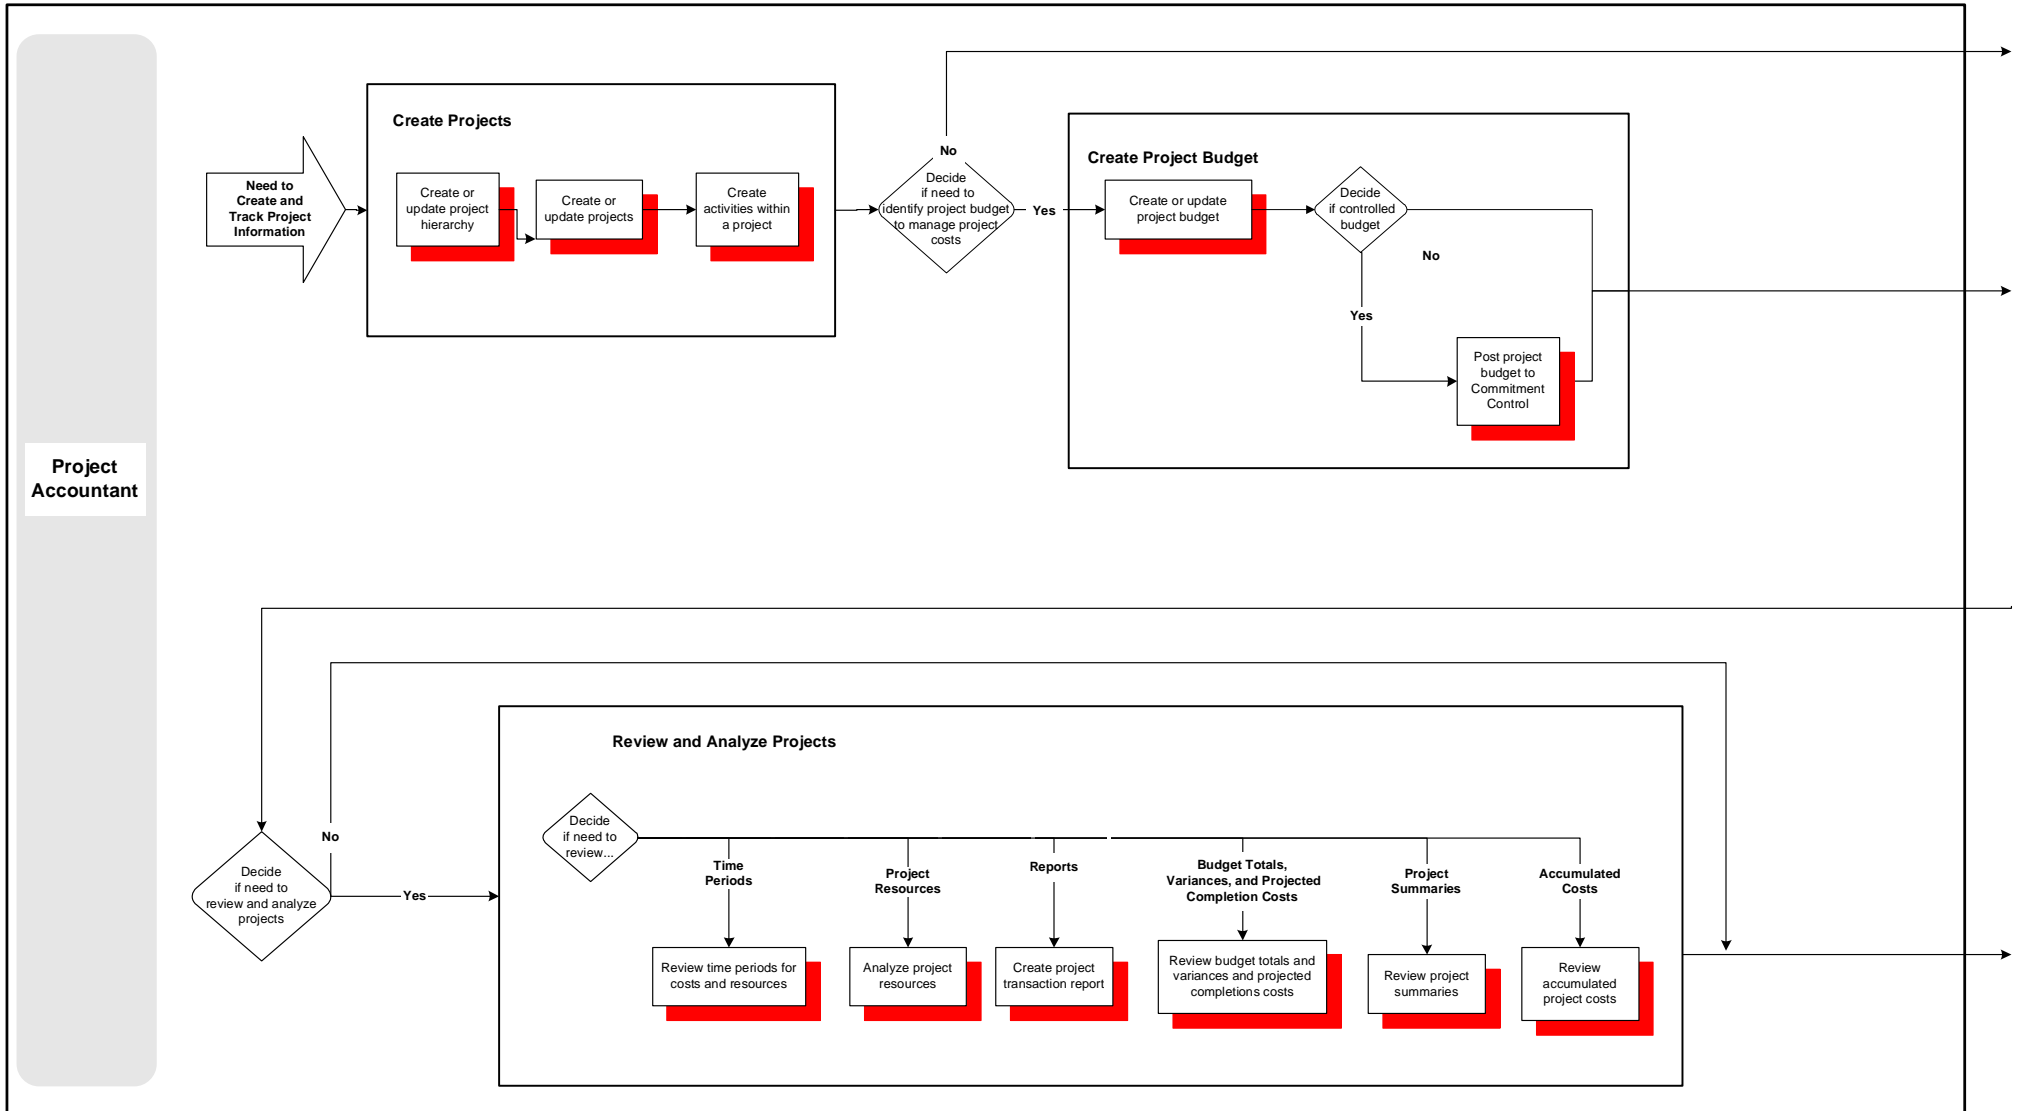 Project
Accountant
Need to
Create and
Track Project
Information
Create Projects
Create or
update project
hierarchy
Create or
update projects
Create
activities within
a project
No
Decide
if need to
identify project budget
to manage project
costs
Yes
Create Project Budget
Create or update
project budget
Decide
if controlled
budget
No
Yes
Post project
budget to
Commitment
Control
Decide
if need to
review and analyze
projects
No
Yes
Review and Analyze Projects
Decide
if need to
review...
Time
Periods
Project
Resources
Reports
Budget Totals,
Variances, and Projected
Completion Costs
Project
Summaries
Accumulated
Costs
Review time periods for
costs and resources
Analyze project
resources
Create project
transaction report
Review budget totals and
variances and projected
completions costs
Review project
summaries
Review
accumulated
project costs